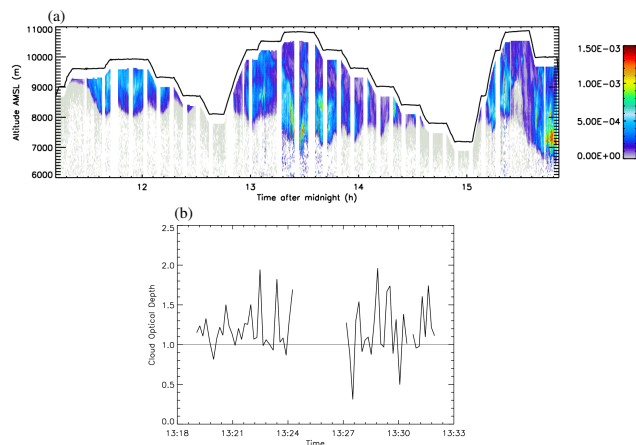 (a)
11000
10000
9000
8000
7000
6000
Altitude AMSL (m)
12
13
14
15
Time after midnight (h)
1.50E-03
1.00E-03
5.00E-04
0.00E+00
(b)
2.5
2.0
1.5
1.0
0.5
0.0
Cloud Optical Depth
13:18
13:21
13:24
13:27
13:30
13:33
Time